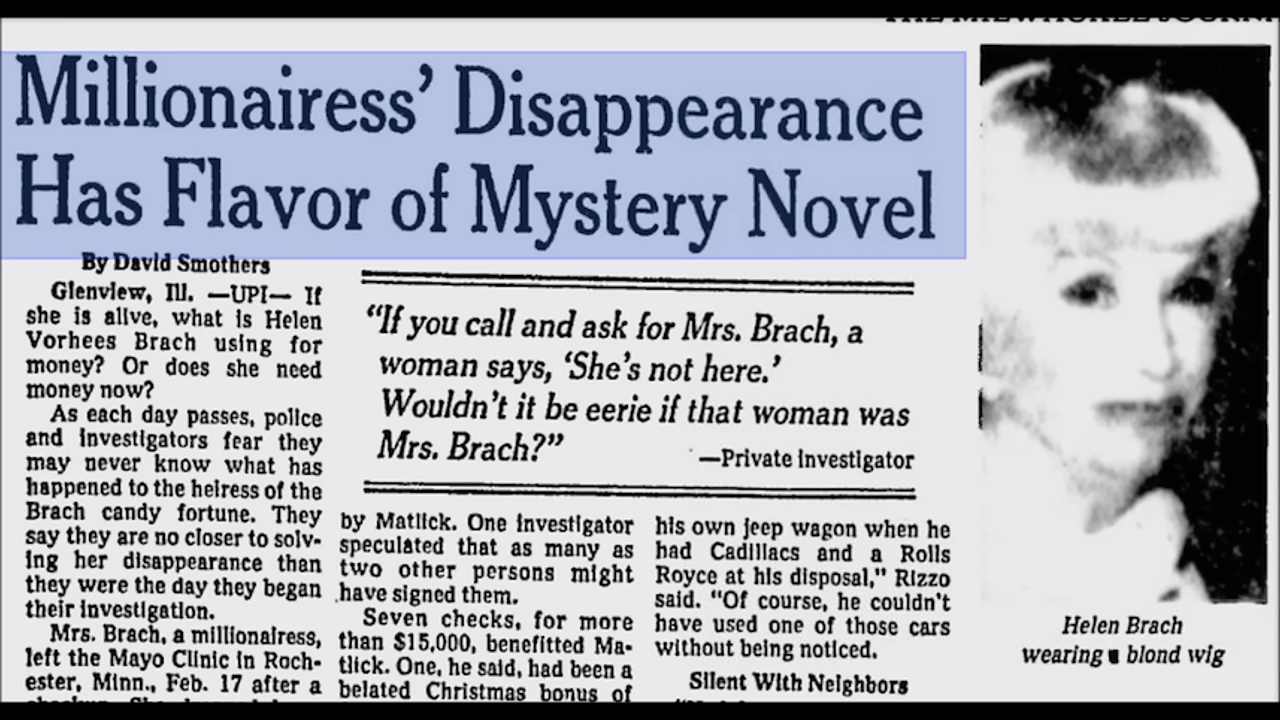 Millionairess' Disappearance
Has Flavor of Mystery Novel
By David Smothers
Glenview, Ill. —UPI— If
she is alive, what is Helen
Vorhees Brach using for
money? Or does she need
money now?
As each day passes, police
and investigators fear they
may never know what has
happened to the heiress of the
Brach candy fortune. They
say they are no closer to solv-
ing her disappearance than
they were the day they began
their investigation.
Mrs. Brach, a millionairess,
left the Mayo Clinic in Roch-
ester, Minn., Feb. 17 after a
"If you call and ask for Mrs. Brach, a
woman says, 'She's not here.'
Wouldn't it be eerie if that woman was
Mrs. Brach?"
—Private Investigator
by Matlick. One investigator
speculated that as many as
two other persons might
have signed them.
Seven checks, for more
than $15,000, benefitted Ma-
tlick. One, he said, had been a
belated Christmas bonus of
his own jeep wagon when he
had Cadillacs and a Rolls
Royce at his disposal," Rizzo
said. "Of course, he couldn't
have used one of those cars
without being noticed.
Silent With Neighbors
Helen Brach
wearing a blond wig